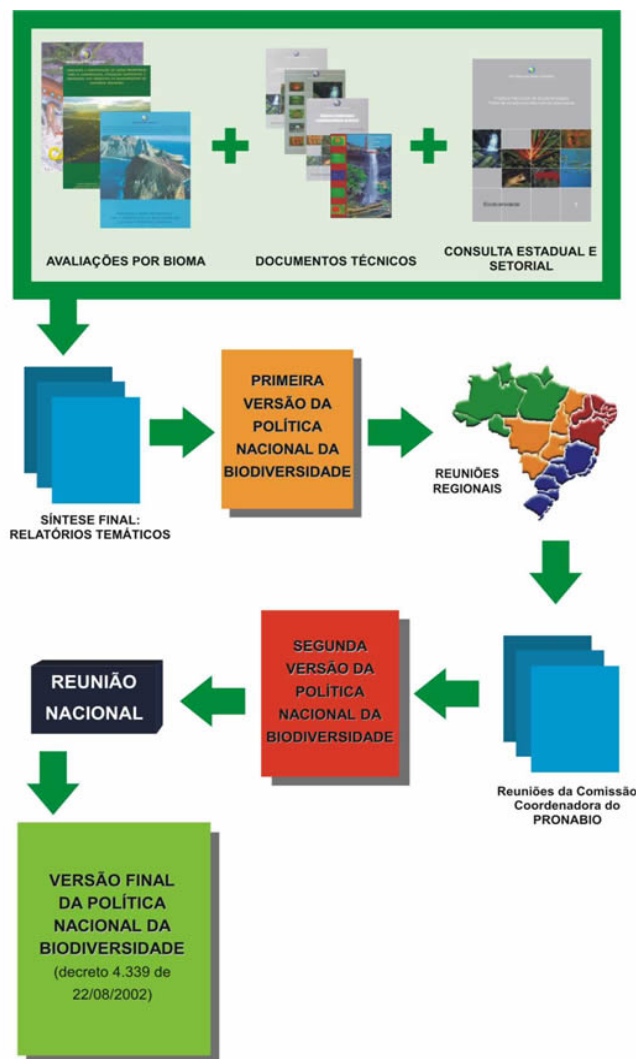 AVALIAÇÕES POR BIOMA
DOCUMENTOS TÉCNICOS
CONSULTA ESTADUAL E
SETORIAL
SÍNTESE FINAL:
RELATÓRIOS TEMÁTICOS
PRIMEIRA
VERSÃO DA
POLÍTICA
NACIONAL DA
BIODIVERSIDADE
REUNIÕES
REGIONAIS
Reuniões da Comissão
Coordenadora do
PRONABIO
SEGUNDA
VERSÃO DA
POLÍTICA
NACIONAL DA
BIODIVERSIDADE
REUNIÃO
NACIONAL
VERSÃO FINAL
DA POLÍTICA
NACIONAL DA
BIODIVERSIDADE
(decreto 4.339 de
22/08/2002)